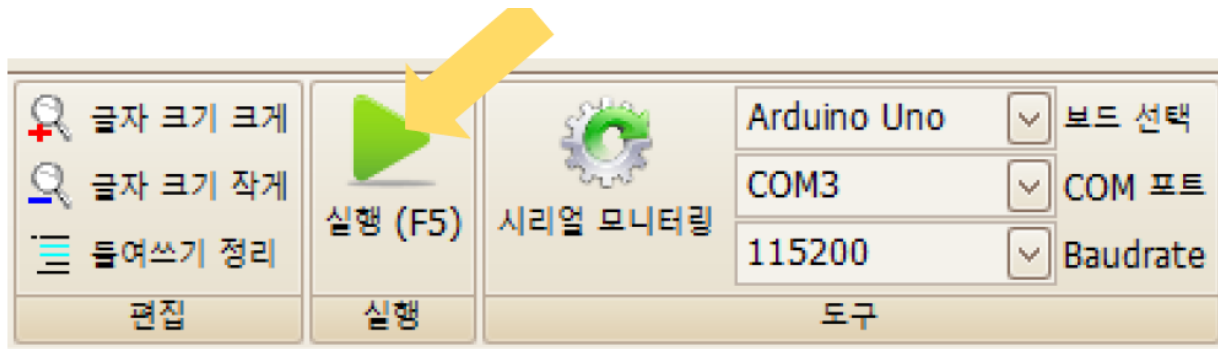 글자 크기 크게
글자 크기 작게
들여쓰기 정리
편집
실행 (F5)
실행
시리얼 모니터링
Arduino Uno 보드 선택
COM3 COM 포트
115200 Baudrate
도구